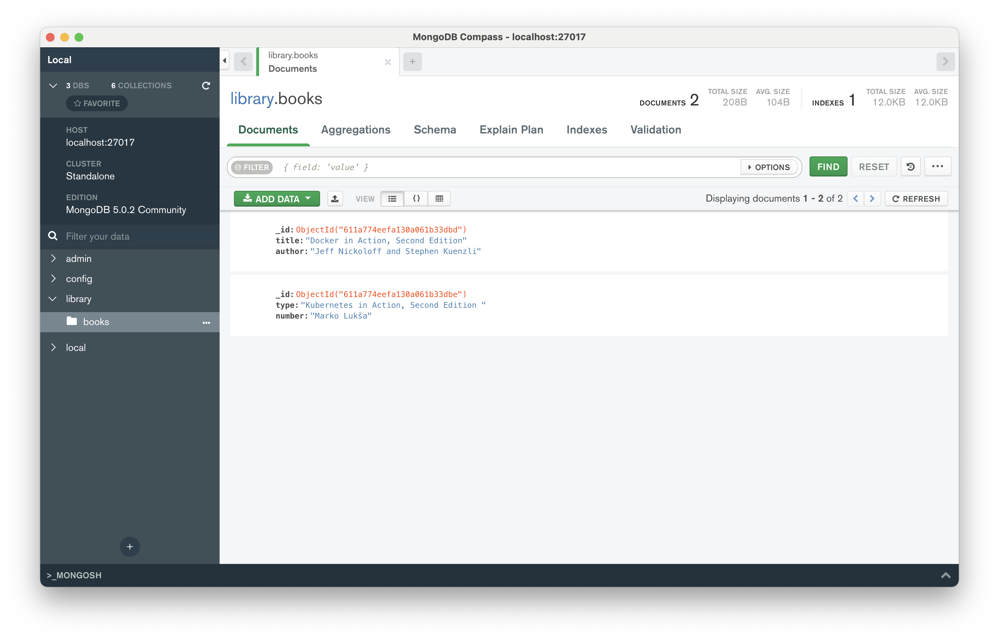 MongoDB Compass - localhost:27017
Local
3 DBS 6 COLLECTIONS
FAVORITE
HOST
localhost:27017
CLUSTER
Standalone
EDITION
MongoDB 5.0.2 Community
Filter your data
admin
config
library
books
local
>_MONGOSH
library.books
Documents
library.books
DOCUMENTS 2
TOTAL SIZE
208B
AVG. SIZE
104B
INDEXES 1
TOTAL SIZE
12.0KB
AVG. SIZE
12.0KB
Documents Aggregations Schema Explain Plan Indexes Validation
FILTER { field: 'value' } OPTIONS FIND RESET
ADD DATA VIEW Displaying documents 1 - 2 of 2 REFRESH
_id: ObjectId("611a774eefa130a061b33dbd")
title: "Docker in Action, Second Edition"
author: "Jeff Nickoloff and Stephen Kuenzli"
_id: ObjectId("611a774eefa130a061b33dbe")
type: "Kubernetes in Action, Second Edition "
number: "Marko Lukša"